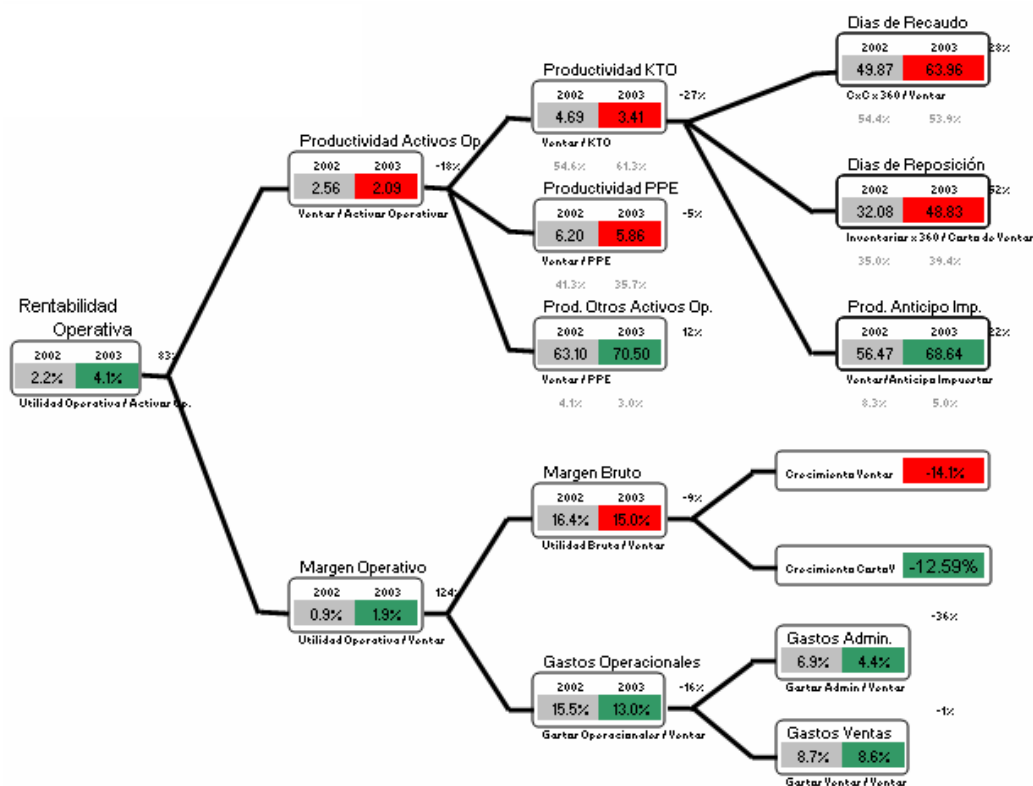 Dias de Recaudo
2002 2003 28%
49.87 63.96
CxC x 360 / Ventas
54.4% 53.9%
Productividad KTO
2002 2003 -27%
4.69 3.41
Ventas / KTO
54.6% 61.3%
Productividad Activos Op.
2002 2003 -18%
2.56 2.09
Ventas / Activos Operativos
Dias de Reposición
2002 2003 52%
32.08 48.83
Inventarios x 360 / Costo de Ventas
35.0% 39.4%
Productividad PPE
2002 2003 -5%
6.20 5.86
Ventas / PPE
41.3% 35.7%
Rentabilidad
Operativa
2002 2003 83%
2.2% 4.1%
Utilidad Operativa / Activos Op.
Prod. Otros Activos Op.
2002 2003 12%
63.10 70.50
Ventas / PPE
4.1% 3.0%
Prod. Anticipo Imp.
2002 2003 22%
56.47 68.64
Ventas / Anticipo Impuestos
8.3% 5.0%
Margen Bruto
2002 2003 -9%
16.4% 15.0%
Utilidad Bruta / Ventas
Crecimiento Ventas -14.1%
Crecimiento Costo V -12.59%
Margen Operativo
2002 2003 124%
0.9% 1.9%
Utilidad Operativa / Ventas
Gastos Operacionales
2002 2003 -16%
15.5% 13.0%
Gastos Operacionales / Ventas
-36%
Gastos Admin.
6.9% 4.4%
Gastos Admin / Ventas
-1%
Gastos Ventas
8.7% 8.6%
Gastos Ventas / Ventas